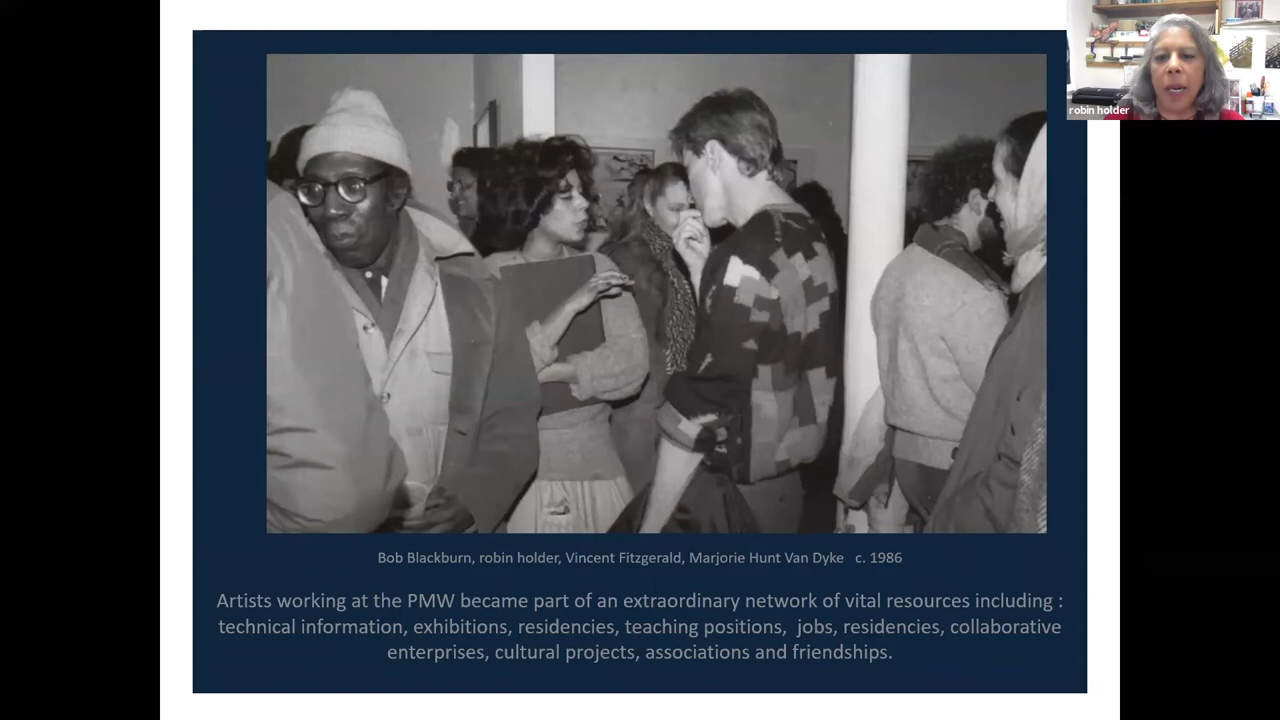 robin holder
Bob Blackburn, robin holder, Vincent Fitzgerald, Marjorie Hunt Van Dyke c. 1986
Artists working at the PMW became part of an extraordinary network of vital resources including :
technical information, exhibitions, residencies, teaching positions, jobs, residencies, collaborative
enterprises, cultural projects, associations and friendships.